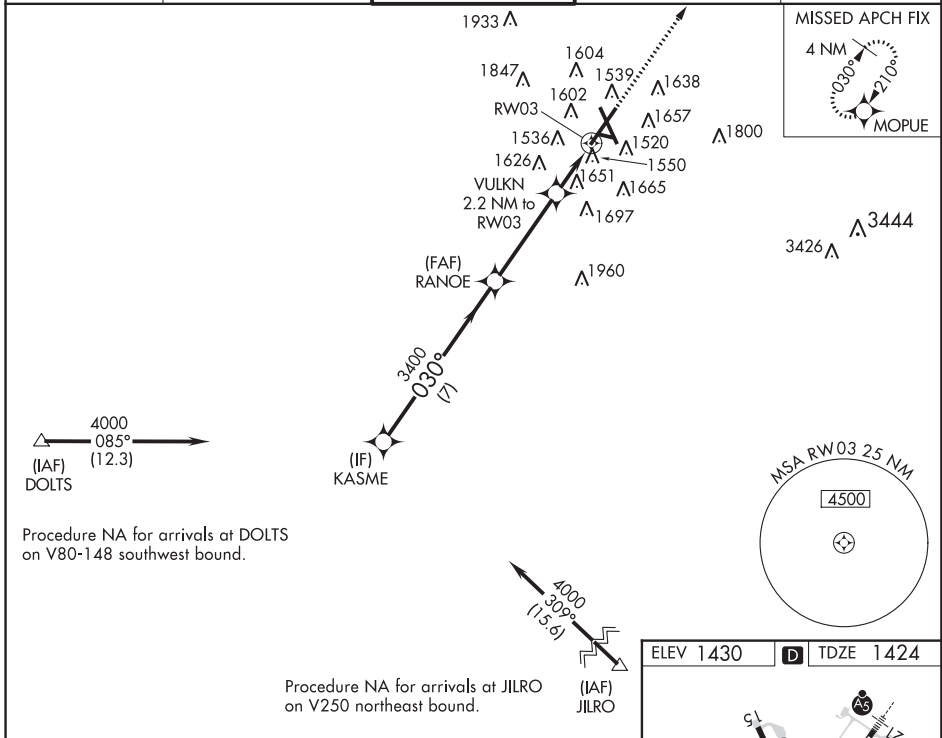 1933
1604
1847
1539
1638
1602
RW03
1657
1536
1520
1800
1626
1550
VULKN
2.2 NM to
RW03
1651
1665
1697
MISSED APCH FIX
4 NM
030°
210°
MOPUE
3444
3426
(FAF)
RANOE
1960
3400
030°
(7)
4000
085°
(12.3)
(IAF)
DOLTS
(IF)
KASME
Procedure NA for arrivals at DOLTS
on V80-148 southwest bound.
MSA RW03 25 NM
4500
4000
309°
(15.6)
(IAF)
JILRO
Procedure NA for arrivals at JILRO
on V250 northeast bound.
ELEV 1430 D TDZE 1424
15
A5
21